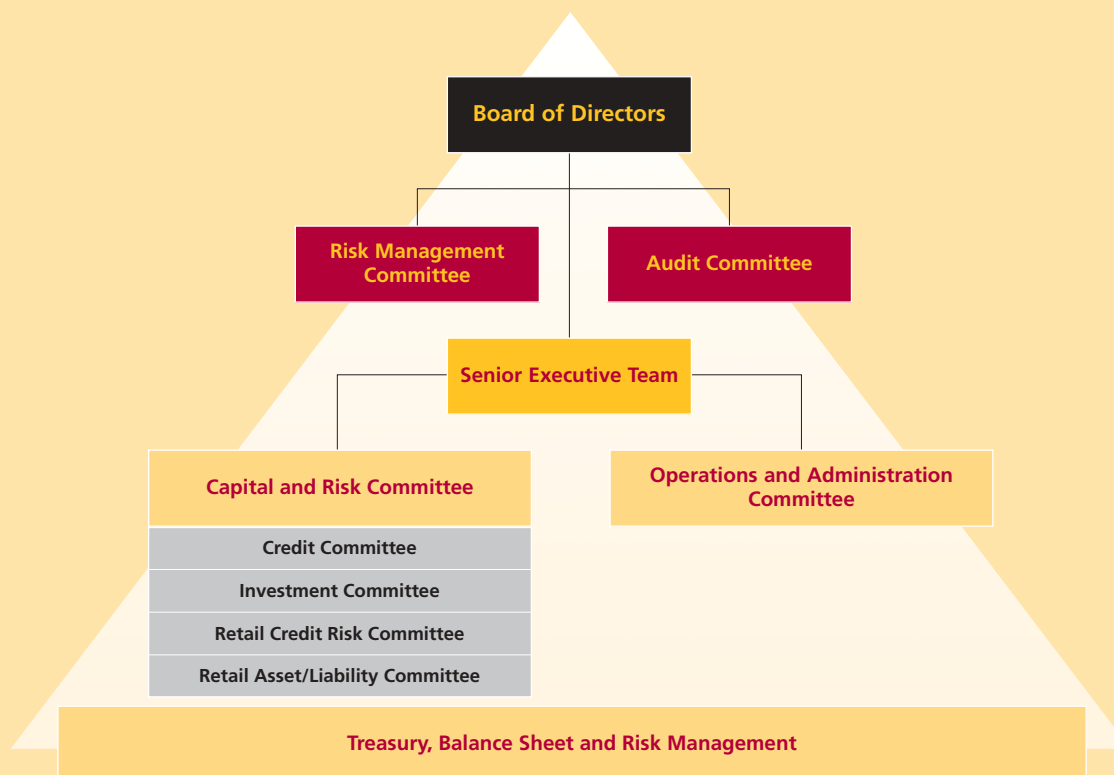 Board of Directors
Risk Management
Committee
Audit Committee
Senior Executive Team
Capital and Risk Committee
Operations and Administration
Committee
Credit Committee
Investment Committee
Retail Credit Risk Committee
Retail Asset/Liability Committee
Treasury, Balance Sheet and Risk Management